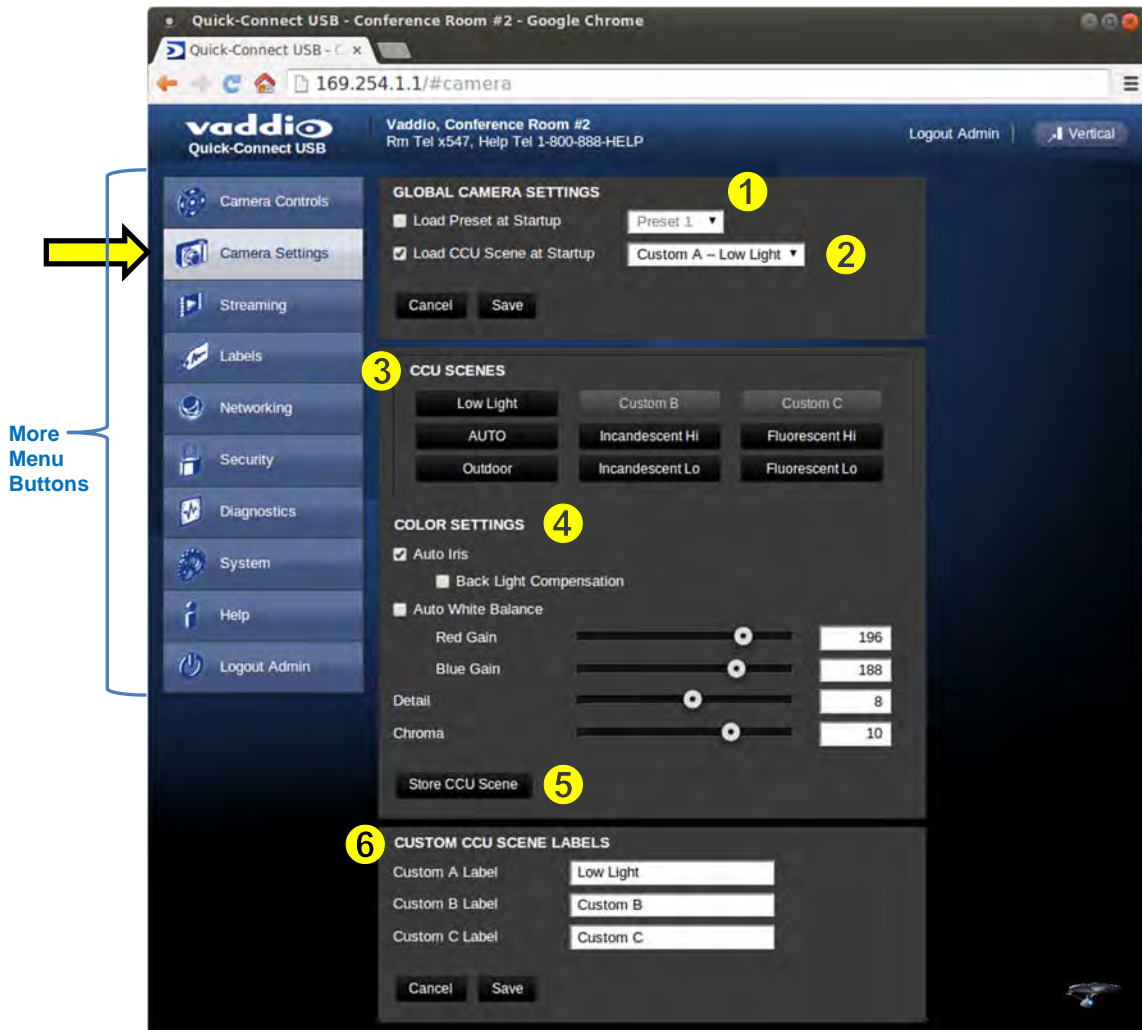 Quick-Connect USB - Conference Room #2 - Google Chrome
Quick-Connect USB - C
169.254.1.1/#camera
vaddio
Quick-Connect USB
Vaddio, Conference Room #2
Rm Tel x547, Help Tel 1-800-888-HELP
Logout Admin
Vertical
More
Menu
Buttons
Camera Controls
Camera Settings
Streaming
Labels
Networking
Security
Diagnostics
System
Help
Logout Admin
GLOBAL CAMERA SETTINGS
1
Load Preset at Startup
Preset 1
Load CCU Scene at Startup
Custom A – Low Light
2
Cancel
Save
3
CCU SCENES
Low Light
Custom B
Custom C
AUTO
Incandescent Hi
Fluorescent Hi
Outdoor
Incandescent Lo
Fluorescent Lo
COLOR SETTINGS
4
Auto Iris
Back Light Compensation
Auto White Balance
Red Gain
196
Blue Gain
188
Detail
8
Chroma
10
Store CCU Scene
5
6
CUSTOM CCU SCENE LABELS
Custom A Label
Low Light
Custom B Label
Custom B
Custom C Label
Custom C
Cancel
Save